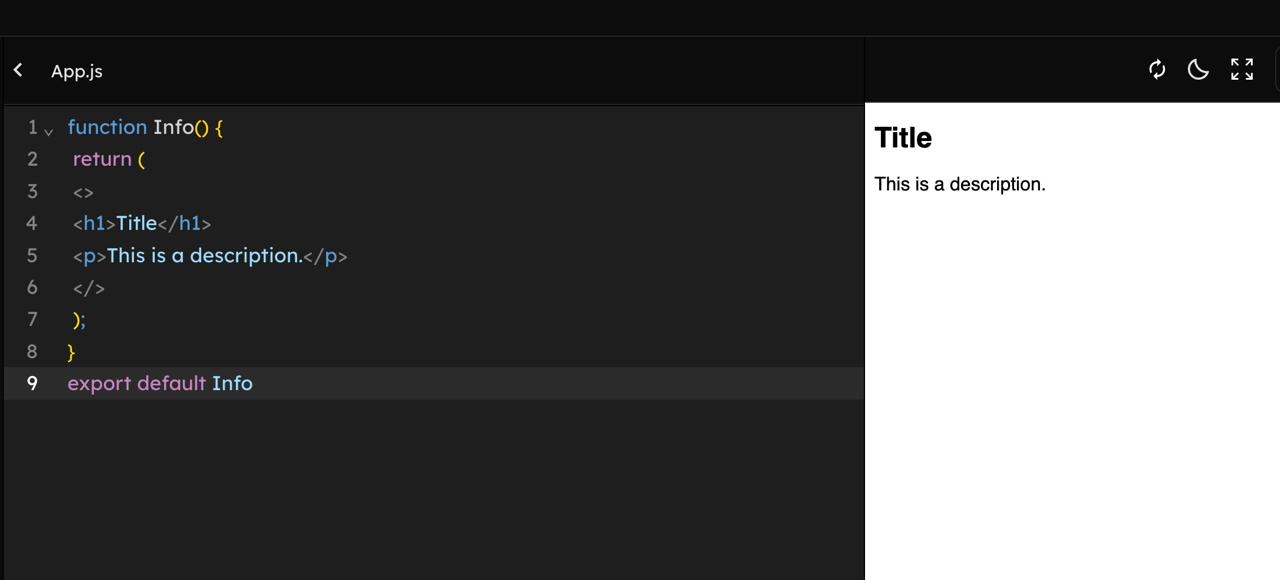 App.js
1 function Info() {
2 return (
3 <>
4 <h1>Title</h1>
5 <p>This is a description.</p>
6 </>
7 );
8 }
9 export default Info
Title
This is a description.